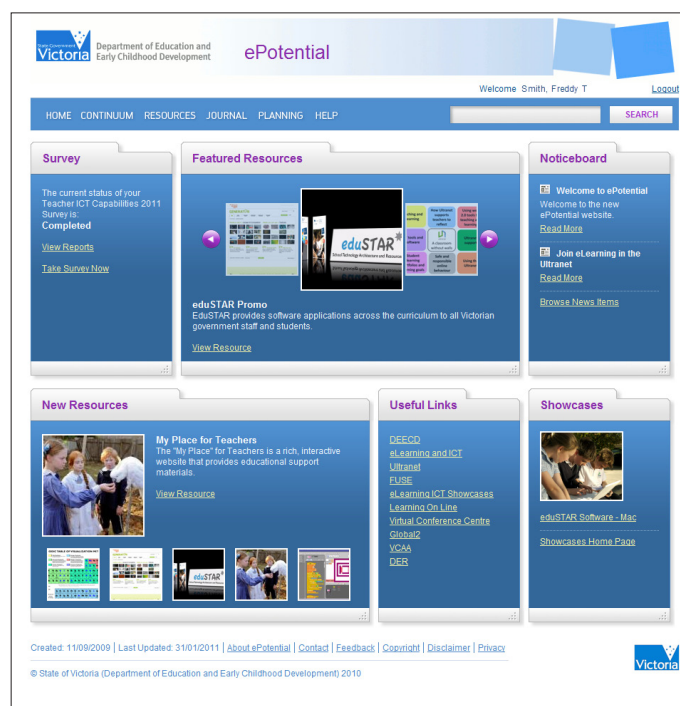 State Government
Victoria
Department of Education and
Early Childhood Development
ePotential
Welcome Smith, Freddy T
Logout
HOME CONTINUUM RESOURCES JOURNAL PLANNING HELP
SEARCH
Survey
The current status of your
Teacher ICT Capabilities 2011
Survey is:
Completed
View Reports
Take Survey Now
Featured Resources
eduSTAR
School Technology Architecture and Resources
eduSTAR Promo
EduSTAR provides software applications across the curriculum to all Victorian
government staff and students.
View Resource
Noticeboard
Welcome to ePotential
Welcome to the new
ePotential website.
Read More
Join eLearning in the
Ultranet
Read More
Browse News Items
New Resources
My Place for Teachers
The "My Place" for Teachers is a rich, interactive
website that provides educational support
materials.
View Resource
eduSTAR
Useful Links
DEECD
eLearning and ICT
Ultranet
FUSE
eLearning ICT Showcases
Learning On Line
Virtual Conference Centre
Global2
VCAA
DER
Showcases
eduSTAR Software - Mac
Showcases Home Page
Created: 11/09/2009 | Last Updated: 31/01/2011 | About ePotential | Contact | Feedback | Copyright | Disclaimer | Privacy
© State of Victoria (Department of Education and Early Childhood Development) 2010
Victoria